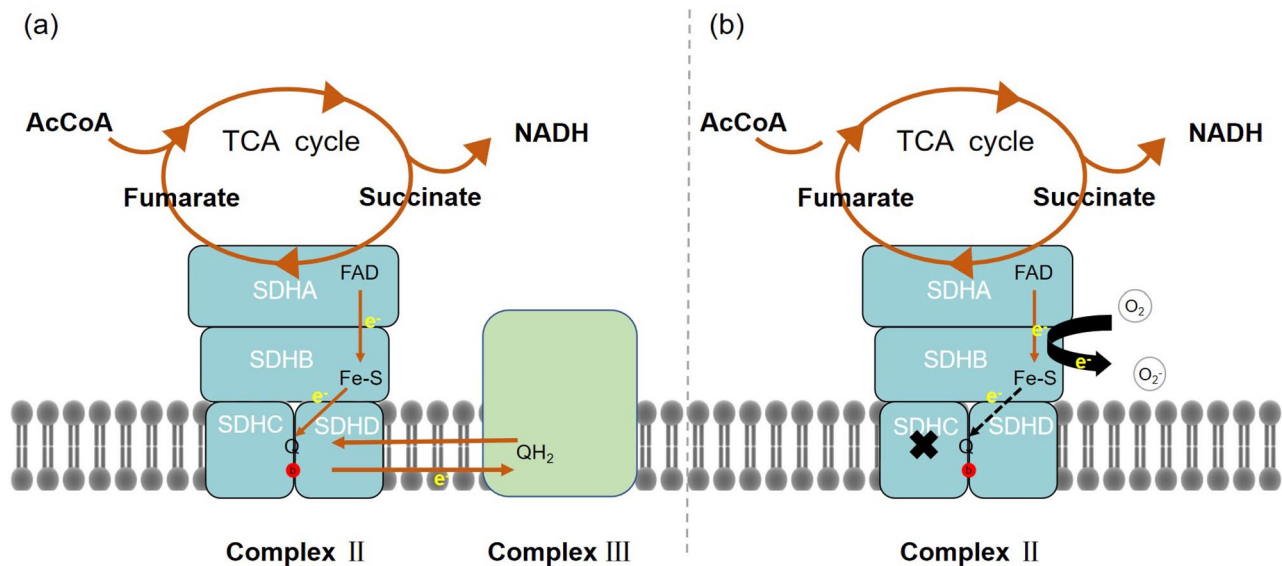 (a)
AcCoA
TCA cycle
NADH
Fumarate
Succinate
FAD
SDHA
e-
SDHB
Fe-S
e-
SDHC
SDHD
Q
b
QH2
e-
Complex Ⅱ
Complex Ⅲ
(b)
AcCoA
TCA cycle
NADH
Fumarate
Succinate
FAD
SDHA
e-
O2
SDHB
e-
O2-
Fe-S
e-
SDHC
SDHD
Q
b
Complex Ⅱ